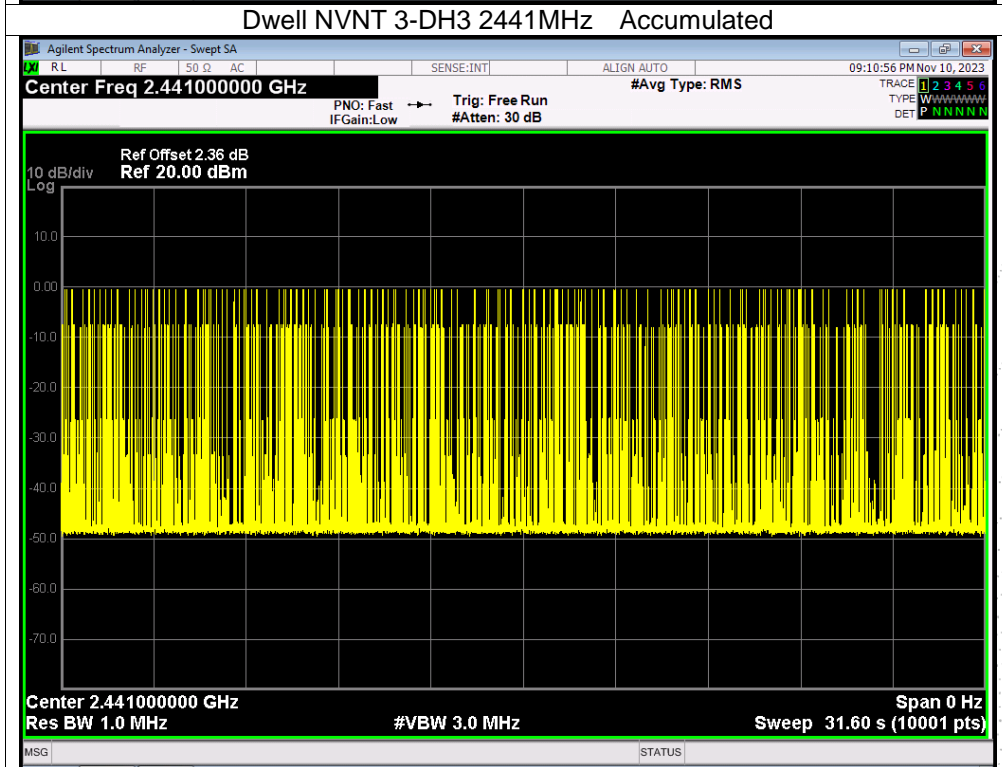 Dwell NVNT 3-DH3 2441MHz Accumulated
Agilent Spectrum Analyzer - Swept SA
LXI RL RF 50 Ω AC SENSE:INT ALIGN AUTO 09:10:56 PM Nov 10, 2023
Center Freq 2.441000000 GHz #Avg Type: RMS TRACE 1 2 3 4 5 6
PNO: Fast Trig: Free Run TYPE WWWWWW
IFGain:Low #Atten: 30 dB DET P N N N N N
Ref Offset 2.36 dB
10 dB/div Ref 20.00 dBm
Log
10.0
0.00
-10.0
-20.0
-30.0
-40.0
-50.0
-60.0
-70.0
Center 2.441000000 GHz Span 0 Hz
Res BW 1.0 MHz #VBW 3.0 MHz Sweep 31.60 s (10001 pts)
MSG STATUS